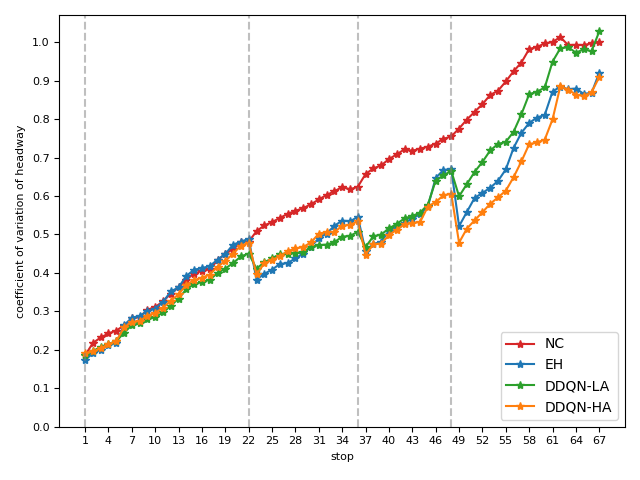 coefficient of variation of headway
1.0
0.9
0.8
0.7
0.6
0.5
0.4
0.3
0.2
0.1
0.0
NC
EH
DDQN-LA
DDQN-HA
1 4 7 10 13 16 19 22 25 28 31 34 37 40 43 46 49 52 55 58 61 64 67
stop